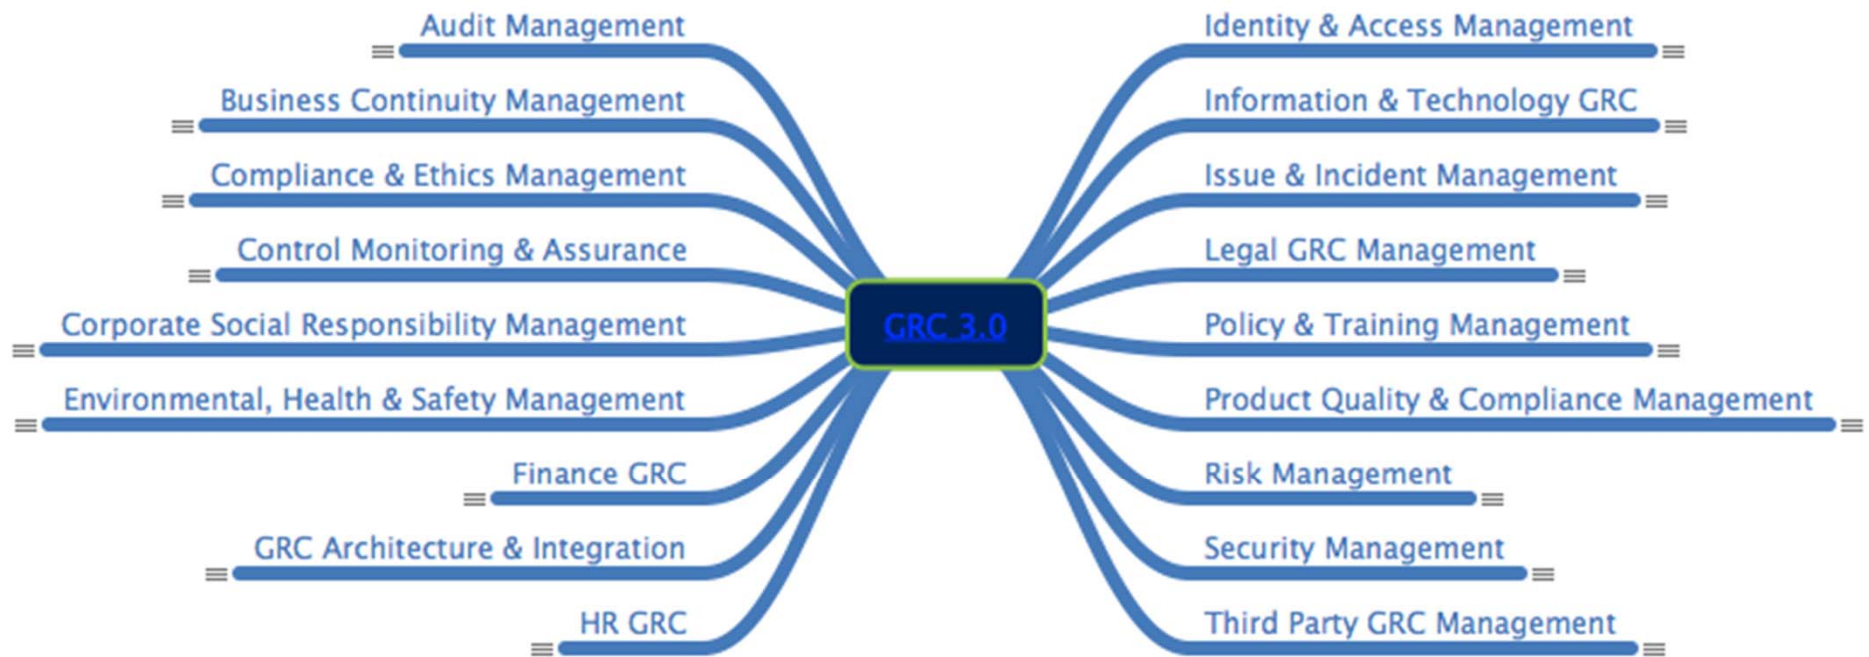 Audit Management
Business Continuity Management
Compliance & Ethics Management
Control Monitoring & Assurance
Corporate Social Responsibility Management
Environmental, Health & Safety Management
Finance GRC
GRC Architecture & Integration
HR GRC
GRC 3.0
Identity & Access Management
Information & Technology GRC
Issue & Incident Management
Legal GRC Management
Policy & Training Management
Product Quality & Compliance Management
Risk Management
Security Management
Third Party GRC Management